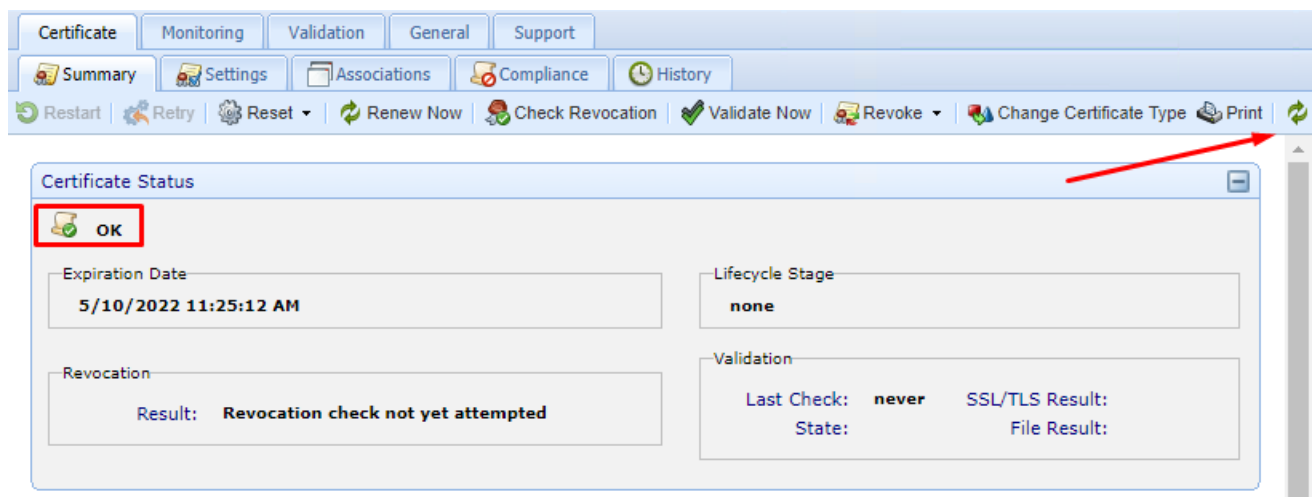 Certificate Monitoring Validation General Support
Summary Settings Associations Compliance History
Restart Retry Reset Renew Now Check Revocation Validate Now Revoke Change Certificate Type Print
Certificate Status
OK
Expiration Date
5/10/2022 11:25:12 AM
Lifecycle Stage
none
Revocation
Result: Revocation check not yet attempted
Validation
Last Check: never SSL/TLS Result:
State: File Result: